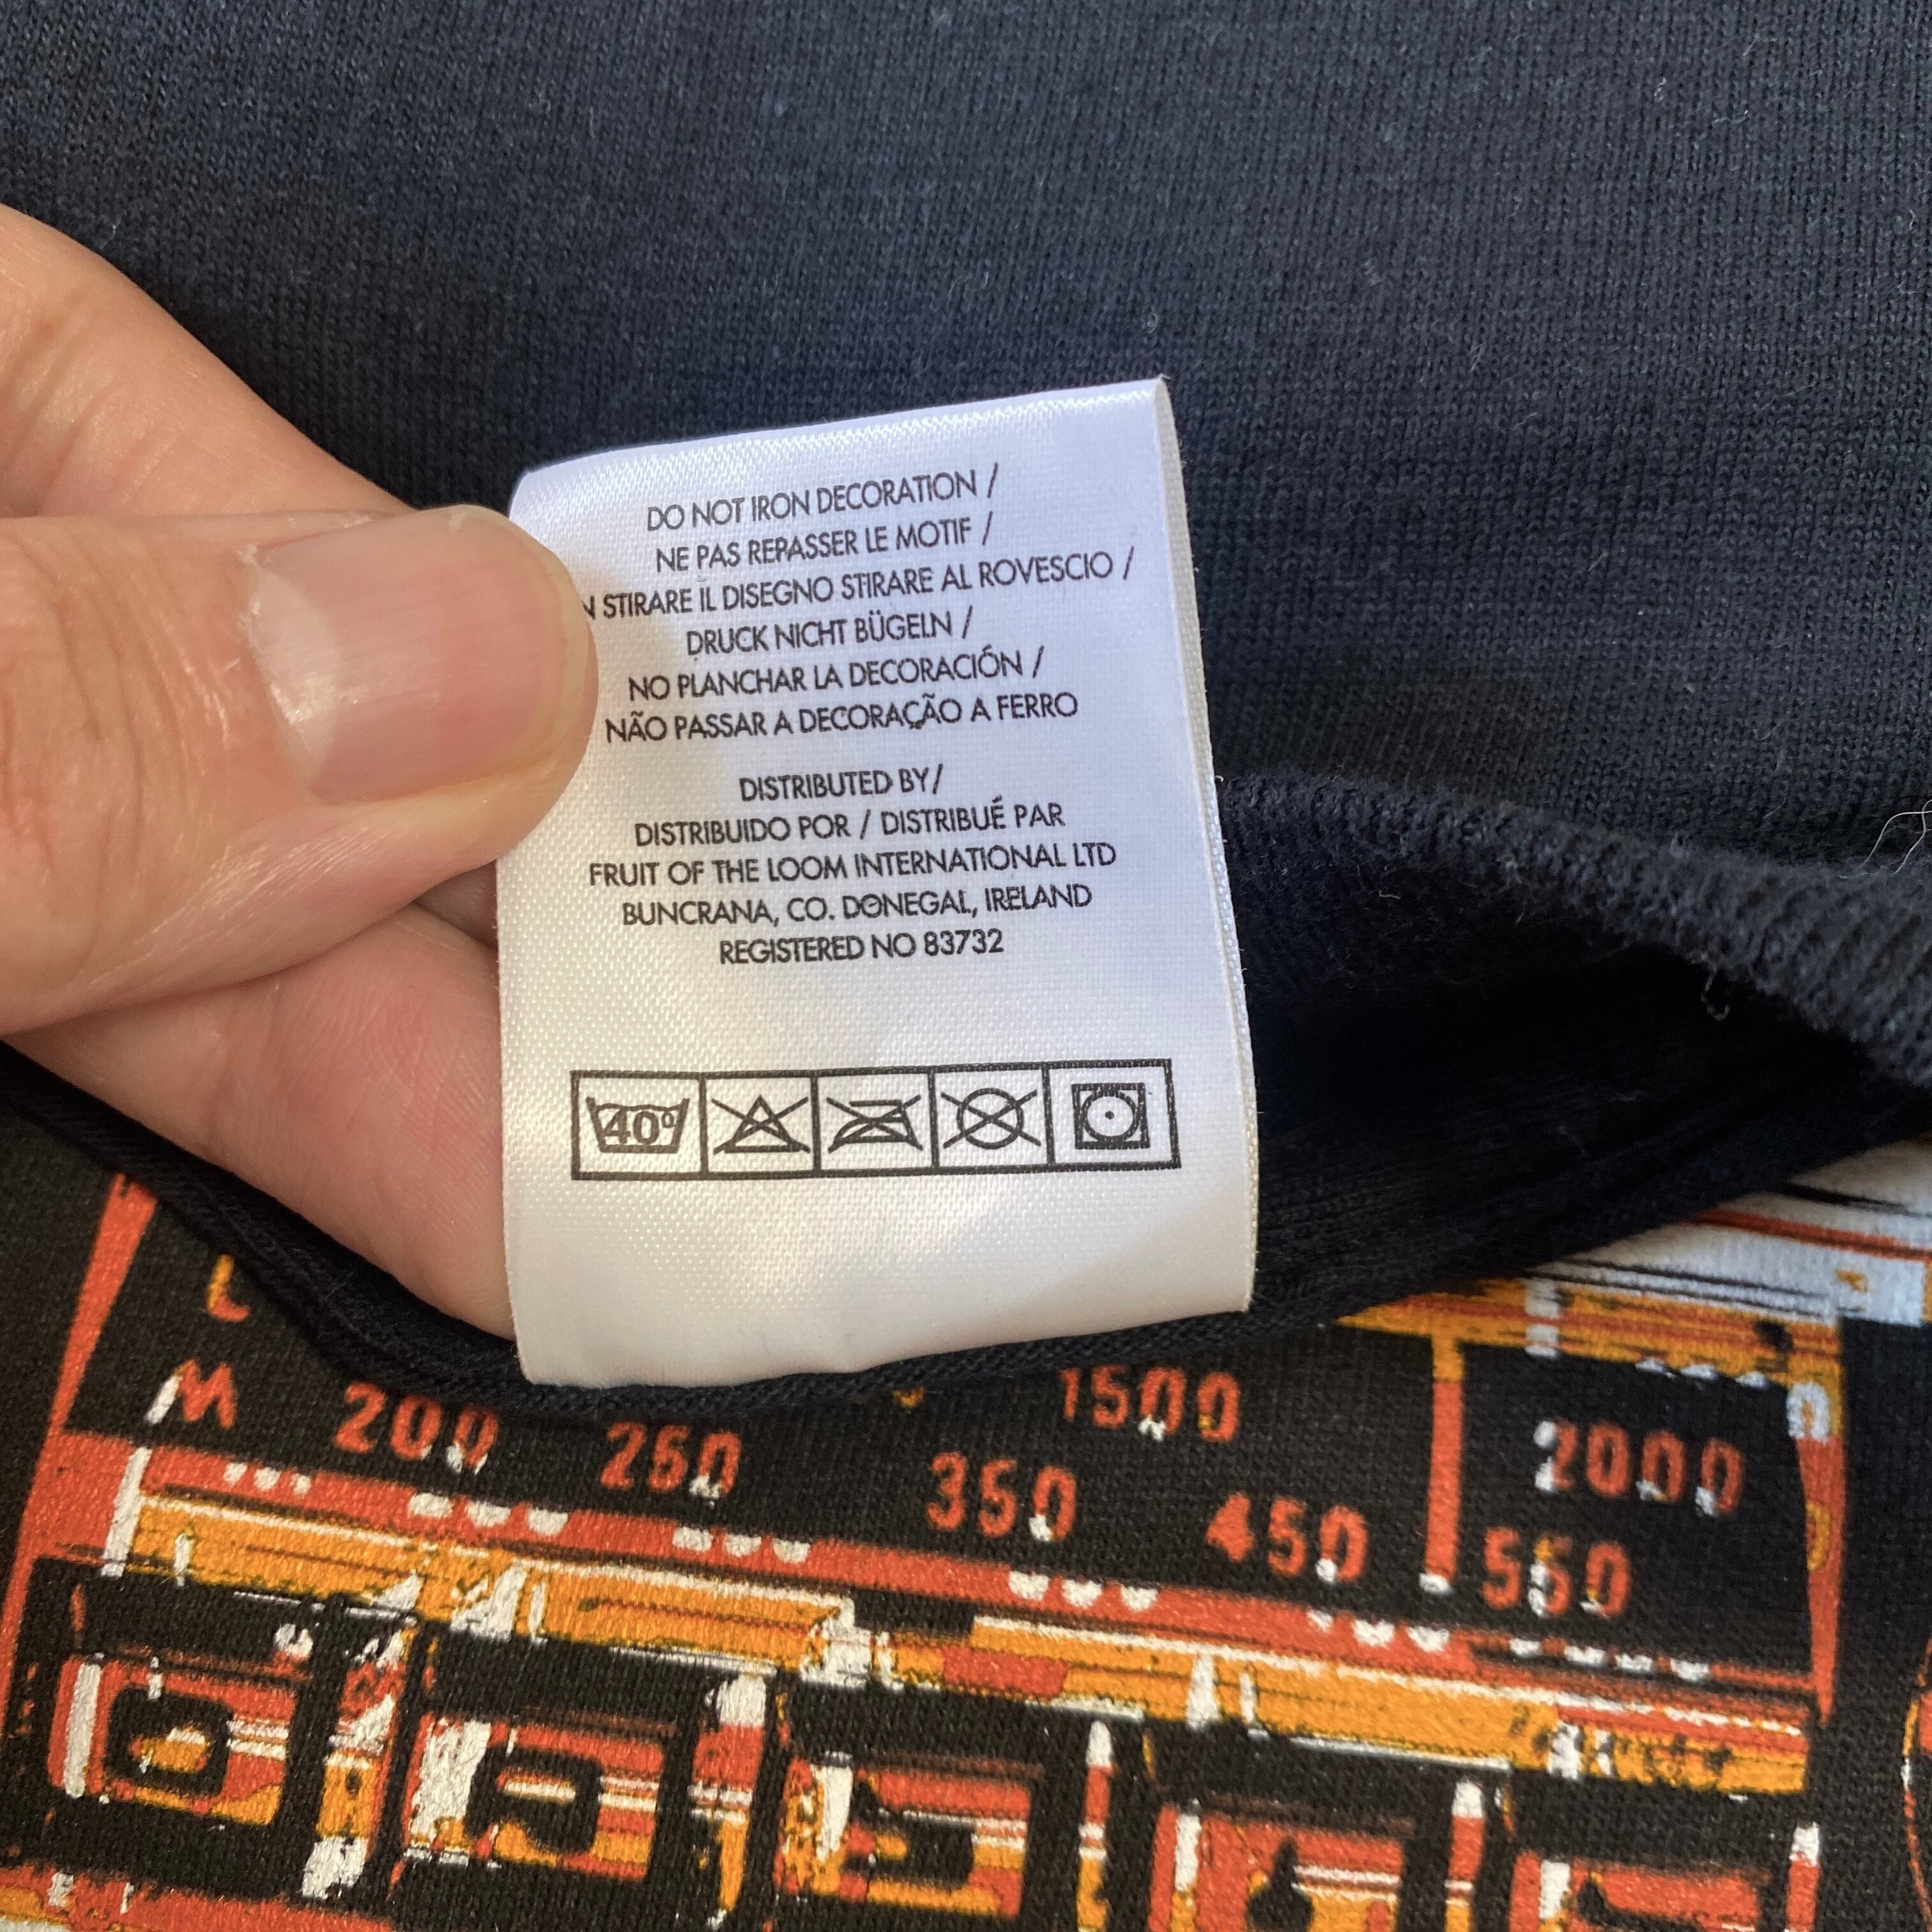 DO NOT IRON DECORATION /
NE PAS REPASSER LE MOTIF /
STIRARE IL DISEGNO STIRARE AL ROVESCIO /
DRUCK NICHT BÜGELN /
NO PLANCHAR LA DECORACIÓN /
NÃO PASSAR A DECORAÇÃO A FERRO
DISTRIBUTED BY/
DISTRIBUIDO POR / DISTRIBUÉ PAR
FRUIT OF THE LOOM INTERNATIONAL LTD
BUNCRANA, CO. DONEGAL, IRELAND
REGISTERED NO 83732
40°
L 1500 2000
M 200 250 350 450 550